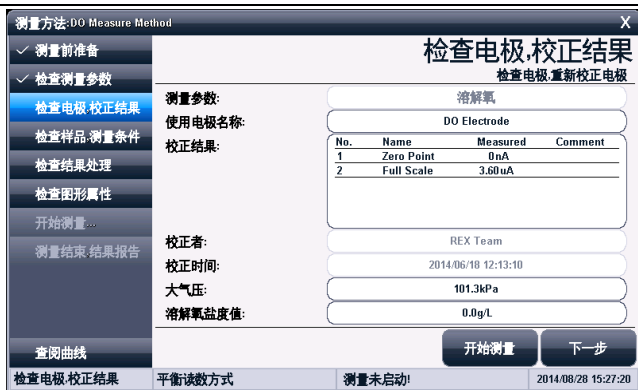 测量方法:DO Measure Method X
✓ 测量前准备
✓ 检查测量参数
检查电极,校正结果
检查样品,测量条件
检查结果处理
检查图形属性
开始测量...
测量结束,结果报告
查阅曲线
检查电极,校正结果
检查电极,重新校正电极
测量参数: 溶解氧
使用电极名称: DO Electrode
校正结果:
No. Name Measured Comment
1 Zero Point 0nA
2 Full Scale 3.60uA
校正者: REX Team
校正时间: 2014/06/18 12:13:10
大气压: 101.3kPa
溶解氧盐度值: 0.0g/L
开始测量 下一步
检查电极,校正结果 平衡读数方式 测量未启动! 2014/08/28 15:27:20